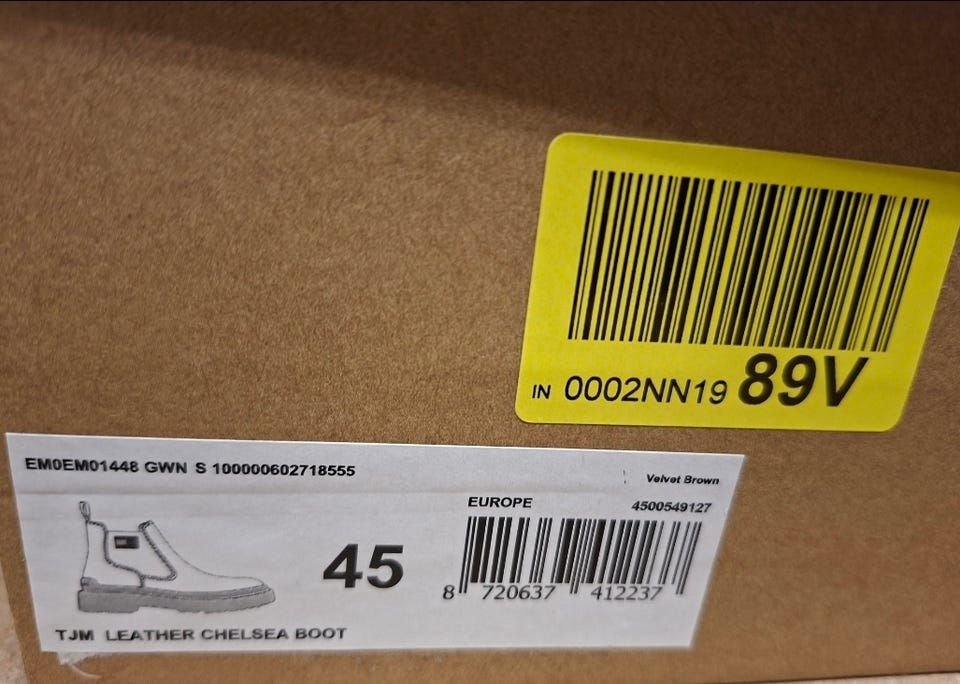 IN 0002NN19 89V
EM0EM01448 GWN S 100000602718555
Velvet Brown
EUROPE
4500549127
45
8 720637 412237
TJM LEATHER CHELSEA BOOT